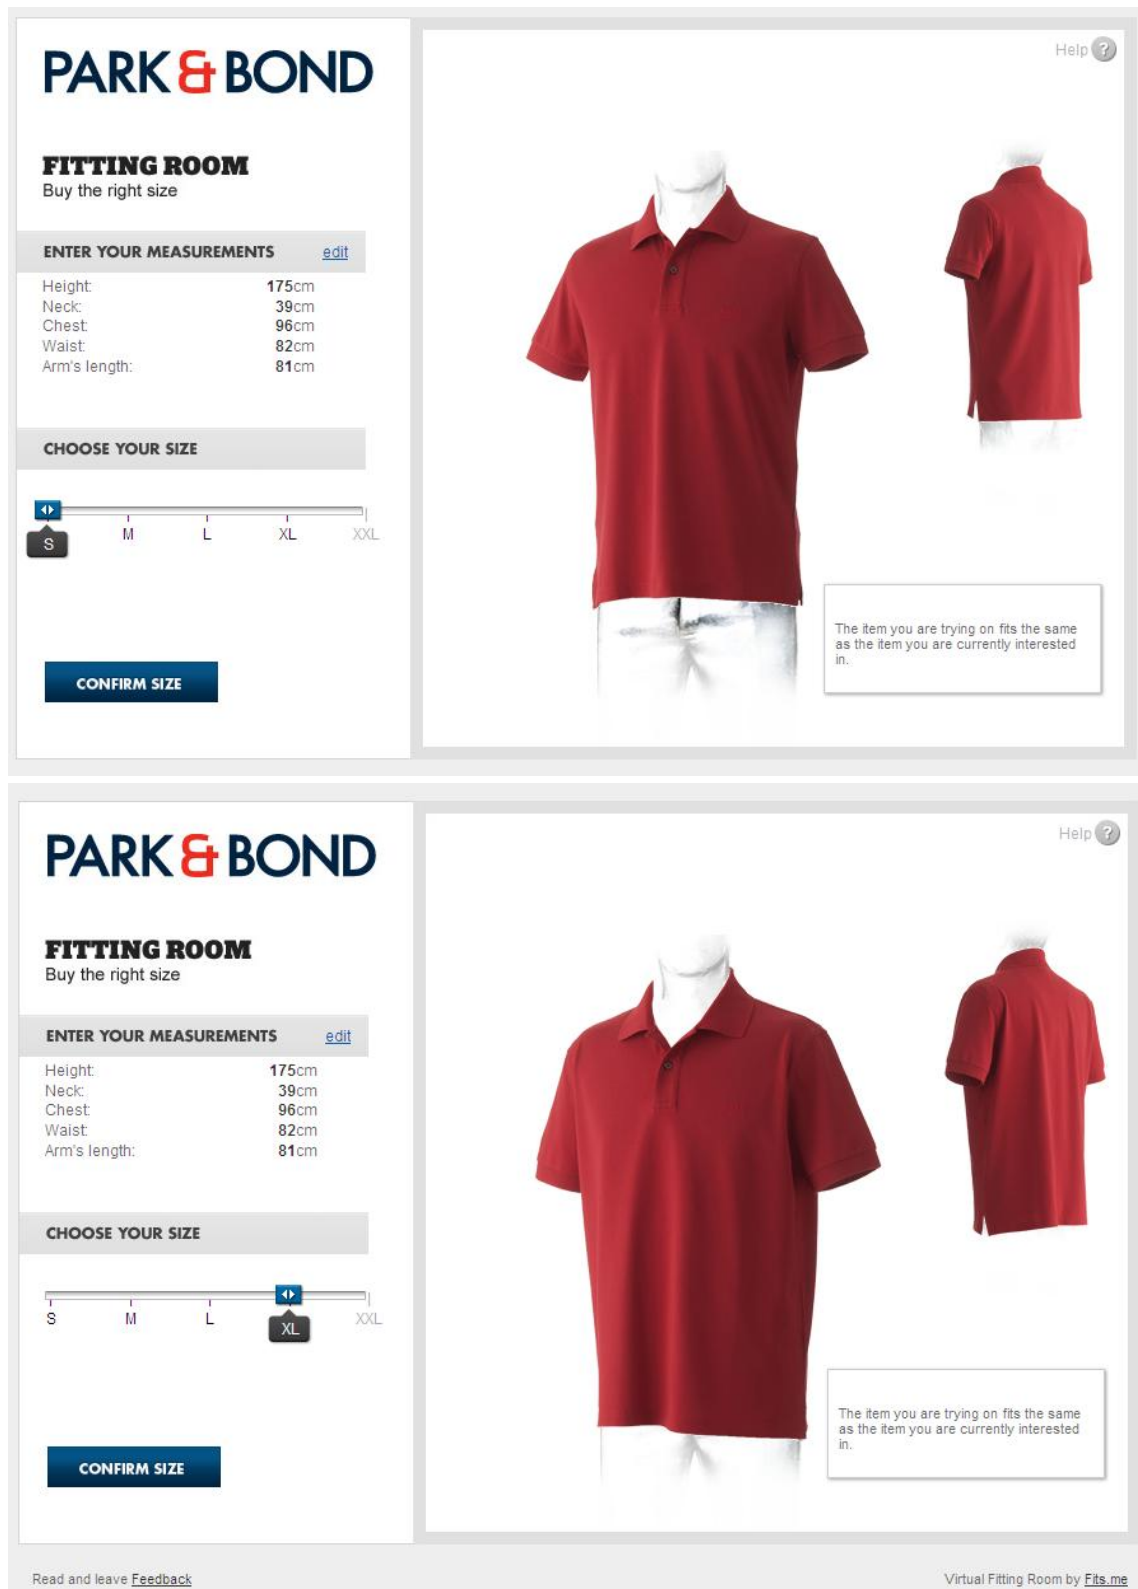 PARK & BOND
Help ?
FITTING ROOM
Buy the right size
ENTER YOUR MEASUREMENTS edit
Height: 175cm
Neck: 39cm
Chest: 96cm
Waist: 82cm
Arm's length: 81cm
CHOOSE YOUR SIZE
M L XL XXL
S
The item you are trying on fits the same
as the item you are currently interested
in.
CONFIRM SIZE
PARK & BOND
Help ?
FITTING ROOM
Buy the right size
ENTER YOUR MEASUREMENTS edit
Height: 175cm
Neck: 39cm
Chest: 96cm
Waist: 82cm
Arm's length: 81cm
CHOOSE YOUR SIZE
S M L XXL
XL
The item you are trying on fits the same
as the item you are currently interested
in.
CONFIRM SIZE
Read and leave Feedback
Virtual Fitting Room by Fits.me